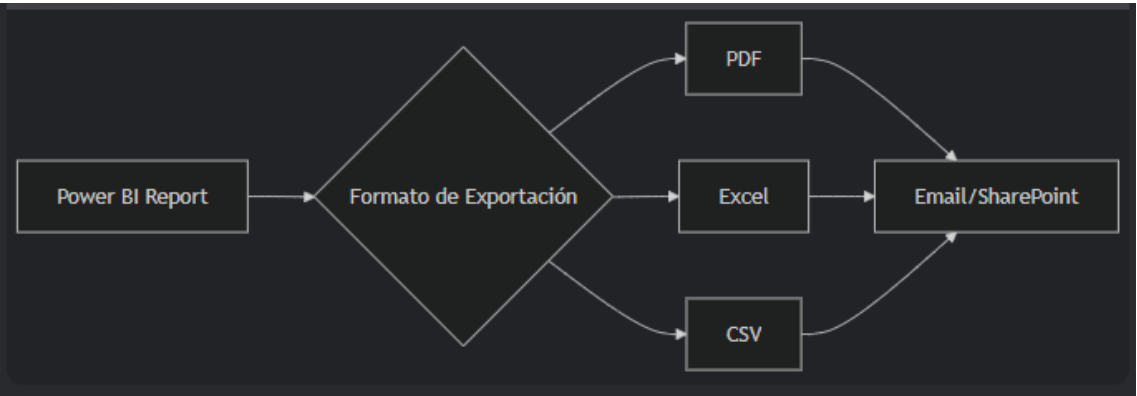 Power BI Report
Formato de Exportación
PDF
Excel
CSV
Email/SharePoint